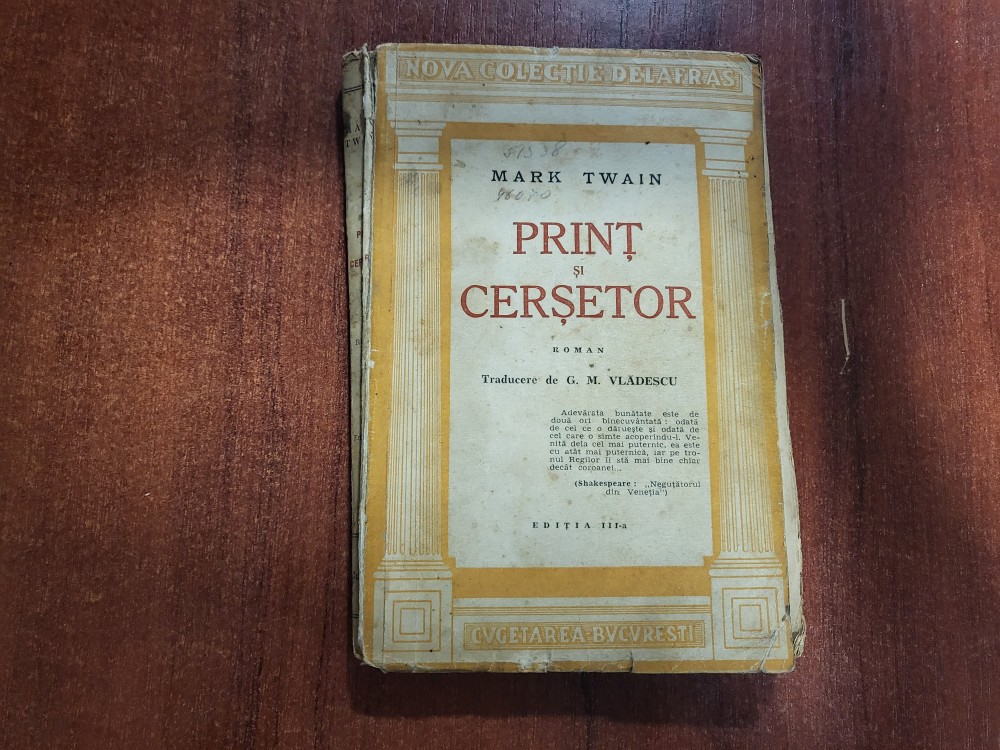 NOVA COLECȚIE DELAFRAS
MARK TWAIN
PRINȚ
ȘI
CERȘETOR
ROMAN
Traducere de G. M. VLĂDESCU
Adevărata bunătate este de
două ori binecuvântată : odată
de cel ce o dăruește și odată de
cel care o simte acoperindu-l. Ve-
nită dela cel mai puternic, ea este
cu atât mai puternică, iar pe tro-
nul Regilor îi stă mai bine chiar
decât coroanei...
(Shakespeare : „Neguțătorul
din Veneția")
EDIȚIA III-a
CVGETAREA-BVCVREȘTI